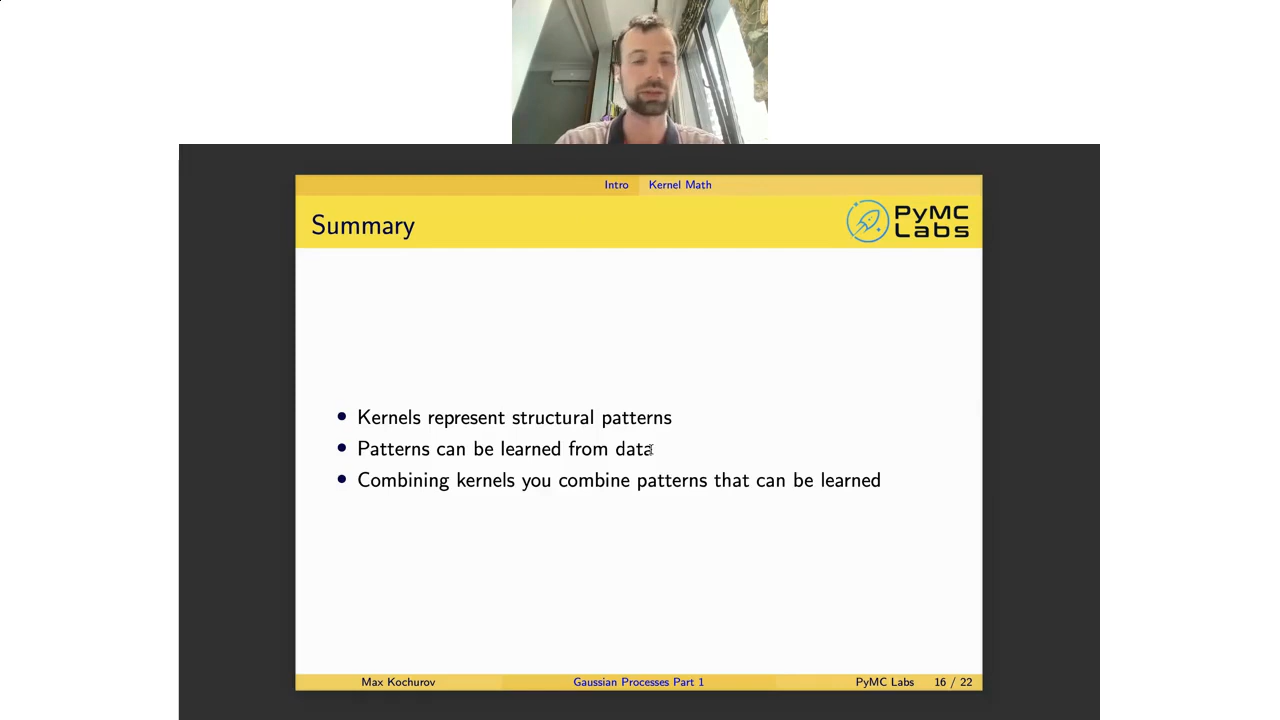 Intro Kernel Math
Summary
PyMC
Labs
Kernels represent structural patterns
Patterns can be learned from data
Combining kernels you combine patterns that can be learned
Max Kochurov Gaussian Processes Part 1 PyMC Labs 16 / 22